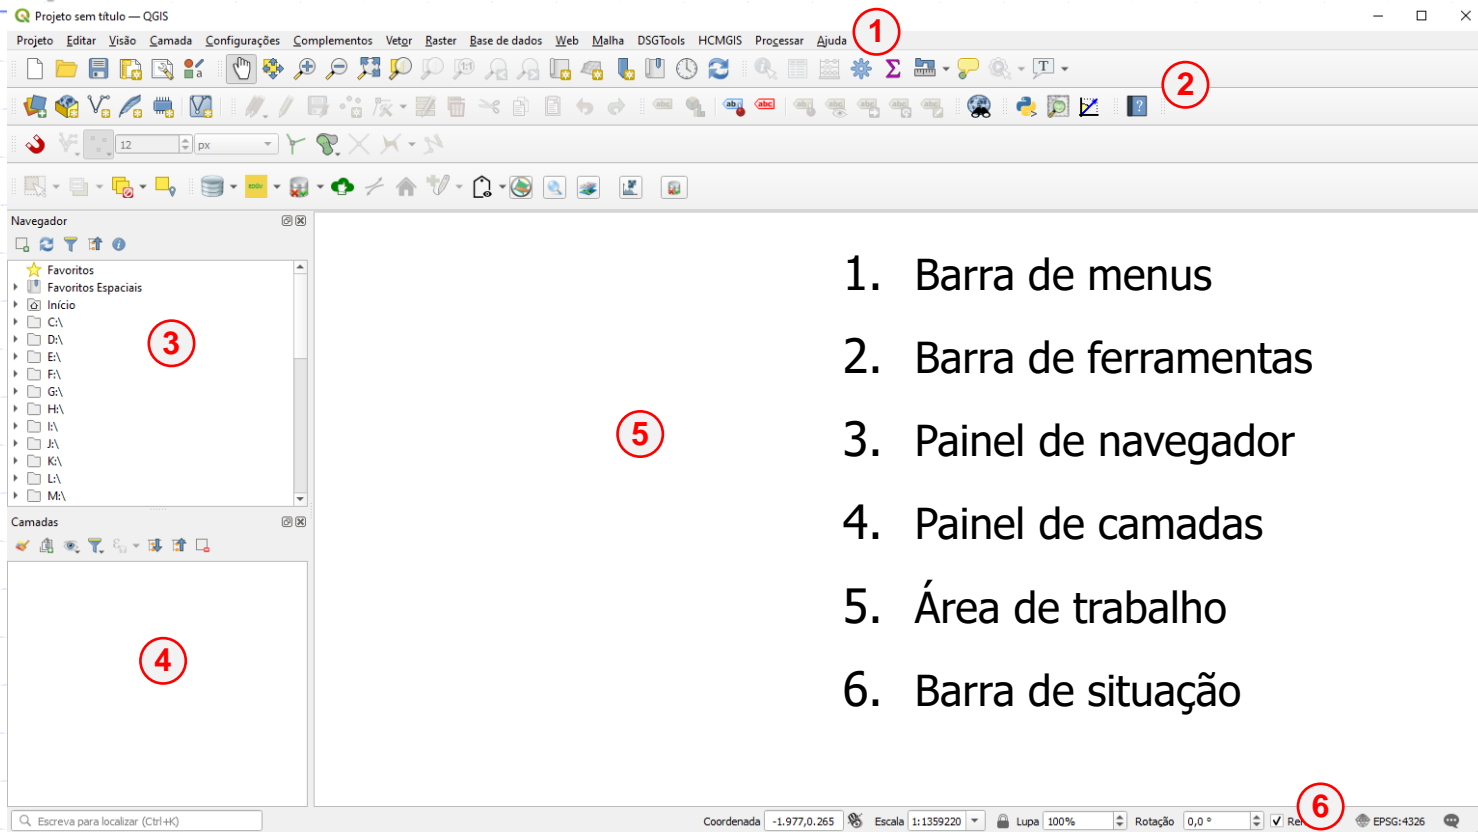 Projeto sem título — QGIS
Projeto Editar Visão Camada Configurações Complementos Vetor Raster Base de dados Web Malha DSGTools HCMGIS Processar Ajuda
1
2
12 px
Navegador
Favoritos
Favoritos Espaciais
Início
C:\
D:\
E:\
F:\
G:\
H:\
I:\
J:\
K:\
L:\
M:\
3
Camadas
4
5
1. Barra de menus
2. Barra de ferramentas
3. Painel de navegador
4. Painel de camadas
5. Área de trabalho
6. Barra de situação
6
Escreva para localizar (Ctrl+K)
Coordenada -1.977,0.265 Escala 1:1359220 Lupa 100% Rotação 0,0 ° EPSG:4326